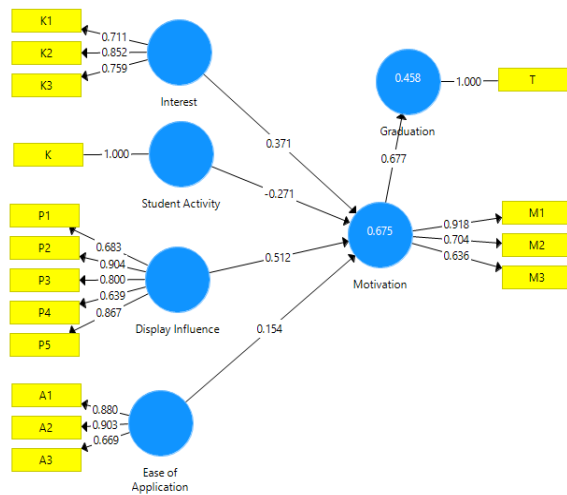 K1
0.711
K2
0.852
K3
0.759
Interest
0.371
0.458
1.000
T
Graduation
0.677
K
1.000
Student Activity
-0.271
P1
0.683
P2
0.904
P3
0.800
P4
0.639
P5
0.867
Display Influence
0.512
0.675
Motivation
0.918
M1
0.704
M2
0.636
M3
0.154
A1
0.880
A2
0.903
A3
0.669
Ease of
Application